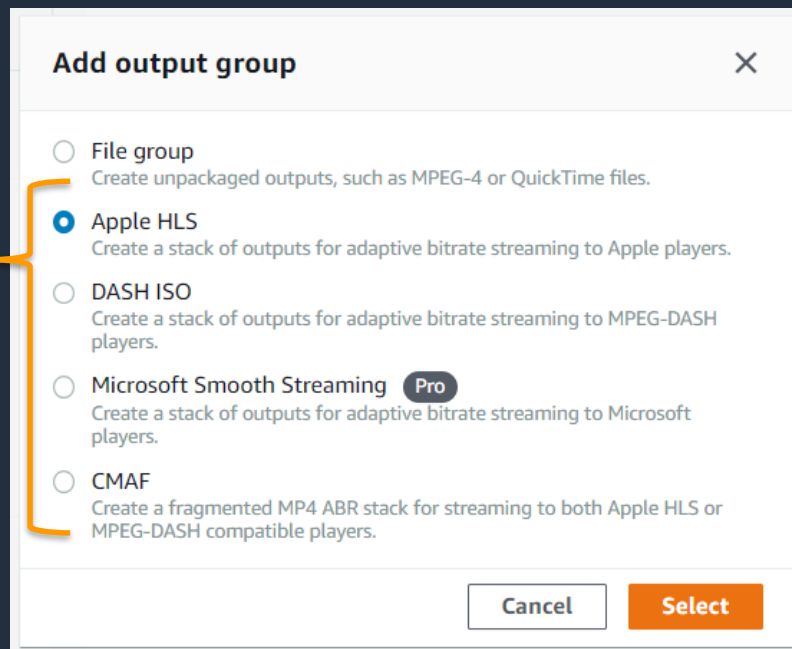 Add output group
File group
Create unpackaged outputs, such as MPEG-4 or QuickTime files.
Apple HLS
Create a stack of outputs for adaptive bitrate streaming to Apple players.
DASH ISO
Create a stack of outputs for adaptive bitrate streaming to MPEG-DASH
players.
Microsoft Smooth Streaming Pro
Create a stack of outputs for adaptive bitrate streaming to Microsoft
players.
CMAF
Create a fragmented MP4 ABR stack for streaming to both Apple HLS or
MPEG-DASH compatible players.
Cancel Select